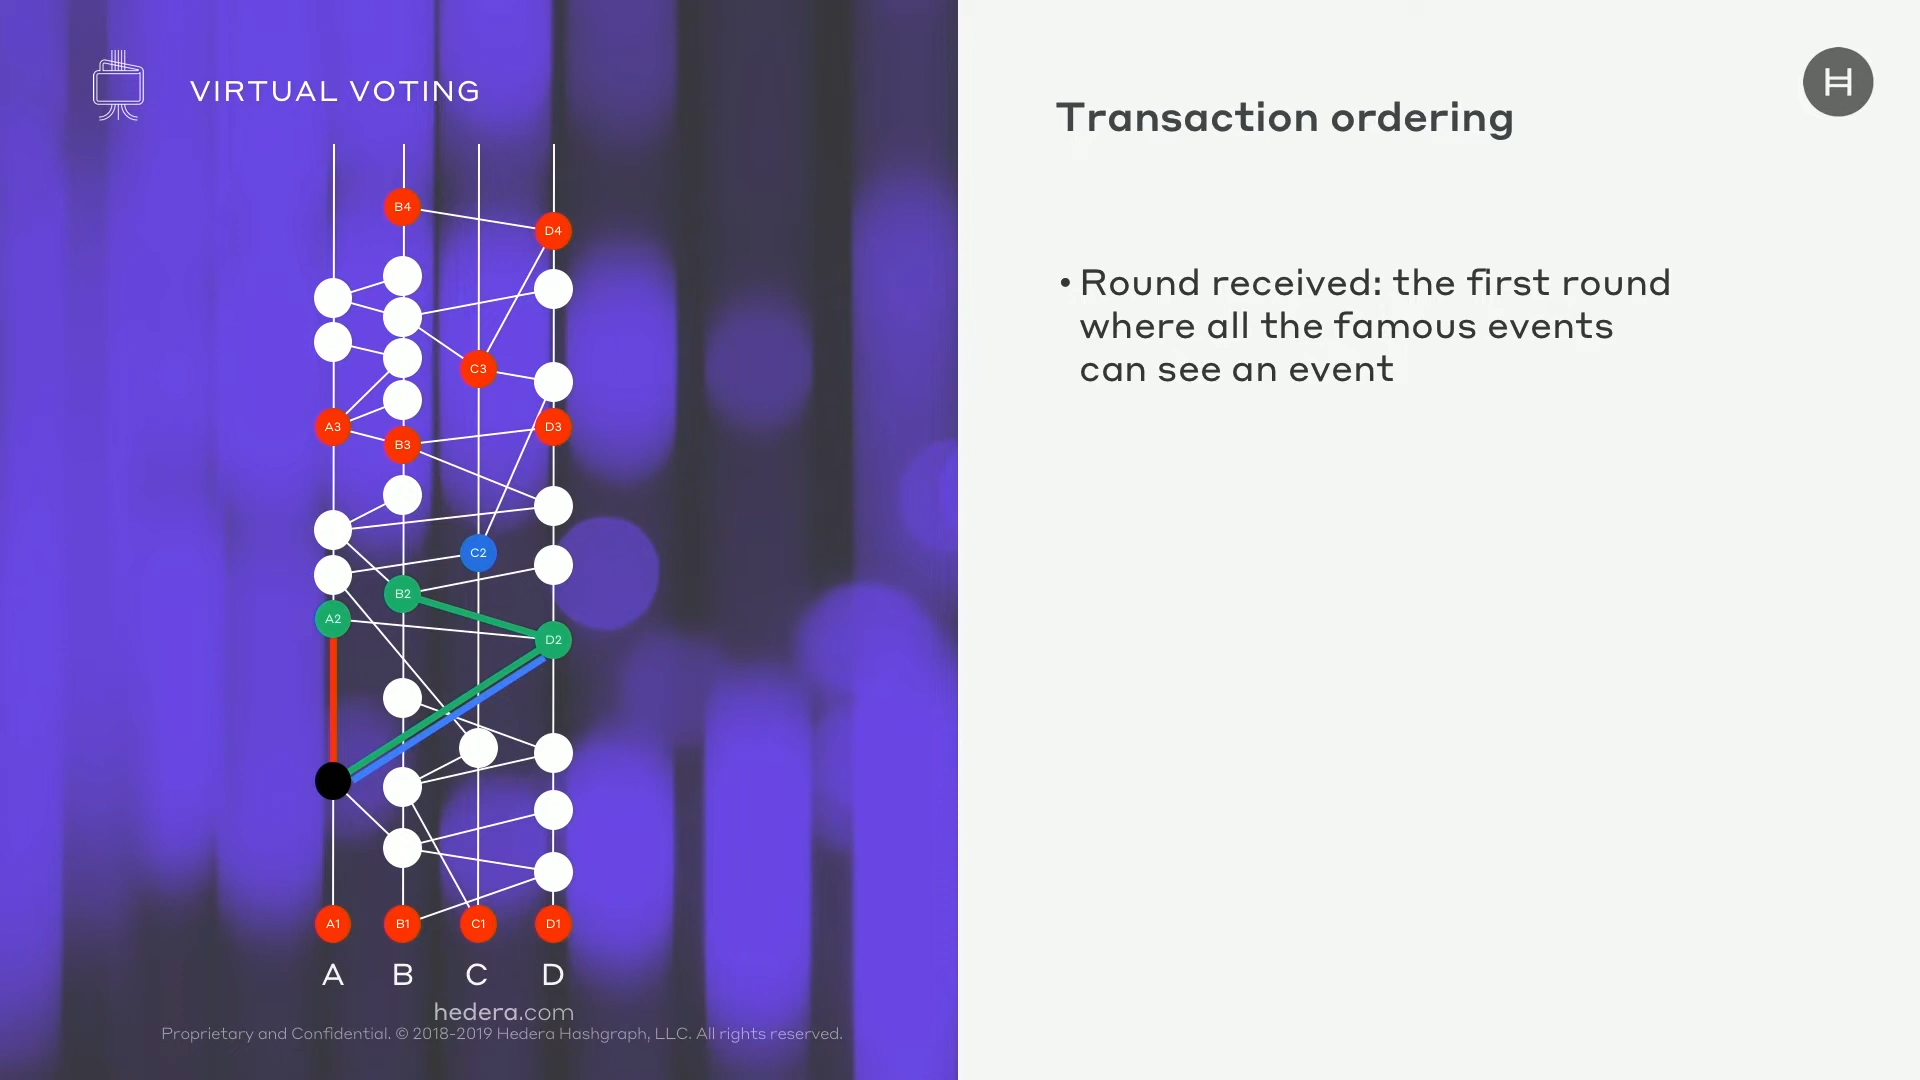 VIRTUAL VOTING
B4
D4
C3
A3
B3
D3
C2
B2
A2
D2
A1
B1
C1
D1
A
B
C
D
hedera.com
Proprietary and Confidential. © 2018-2019 Hedera Hashgraph, LLC. All rights reserved.
H
Transaction ordering
• Round received: the first round
where all the famous events
can see an event